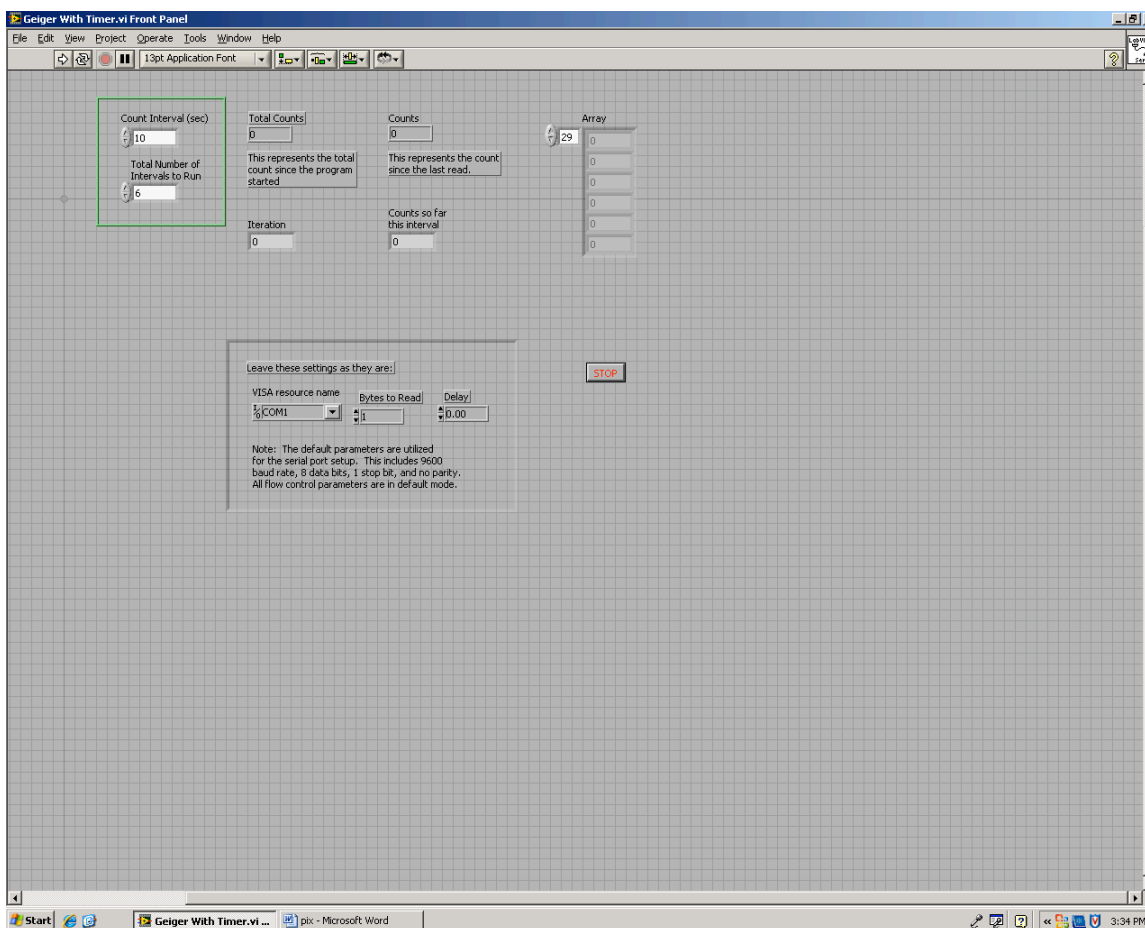 Geiger With Timer.vi Front Panel
File Edit View Project Operate Tools Window Help
13pt Application Font
Count Interval (sec)
10
Total Number of
Intervals to Run
6
Total Counts
0
This represents the total
count since the program
started
Counts
0
This represents the count
since the last read.
Iteration
0
Counts so far
this interval
0
Array
29
0
0
0
0
0
0
Leave these settings as they are:
VISA resource name
COM1
Bytes to Read
1
Delay
0.00
Note: The default parameters are utilized
for the serial port setup. This includes 9600
baud rate, 8 data bits, 1 stop bit, and no parity.
All flow control parameters are in default mode.
STOP
Start
Geiger With Timer.vi ...
pix - Microsoft Word
3:34 PM